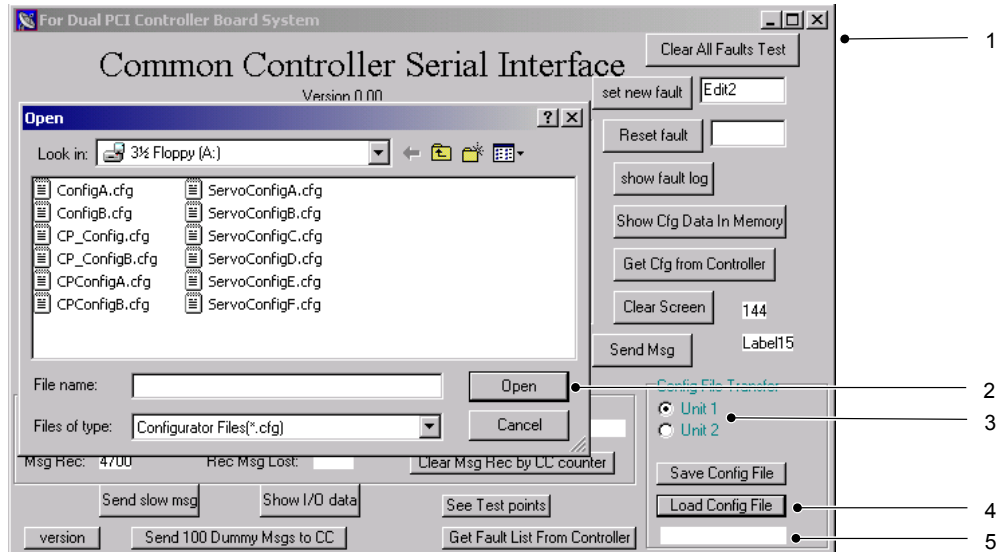 For Dual PCI Controller Board System
Common Controller Serial Interface
Version 0.00
Clear All Faults Test
1
set new fault Edit2
Reset fault
show fault log
Show Cfg Data In Memory
Get Cfg from Controller
Clear Screen 144
Send Msg Label15
Open
Look in: 3½ Floppy (A:)
ConfigA.cfg ServoConfigA.cfg
ConfigB.cfg ServoConfigB.cfg
CP_Config.cfg ServoConfigC.cfg
CP_ConfigB.cfg ServoConfigD.cfg
CPConfigA.cfg ServoConfigE.cfg
CPConfigB.cfg ServoConfigF.cfg
File name: Open
2
Files of type: Configurator Files(*.cfg) Cancel
Config File Transfer
Unit 1
3
Unit 2
Msg Rec: 4700 Rec Msg Lost: Clear Msg Rec by CC counter
Save Config File
Send slow msg Show I/O data See Test points
Load Config File
4
version Send 100 Dummy Msgs to CC Get Fault List From Controller
5